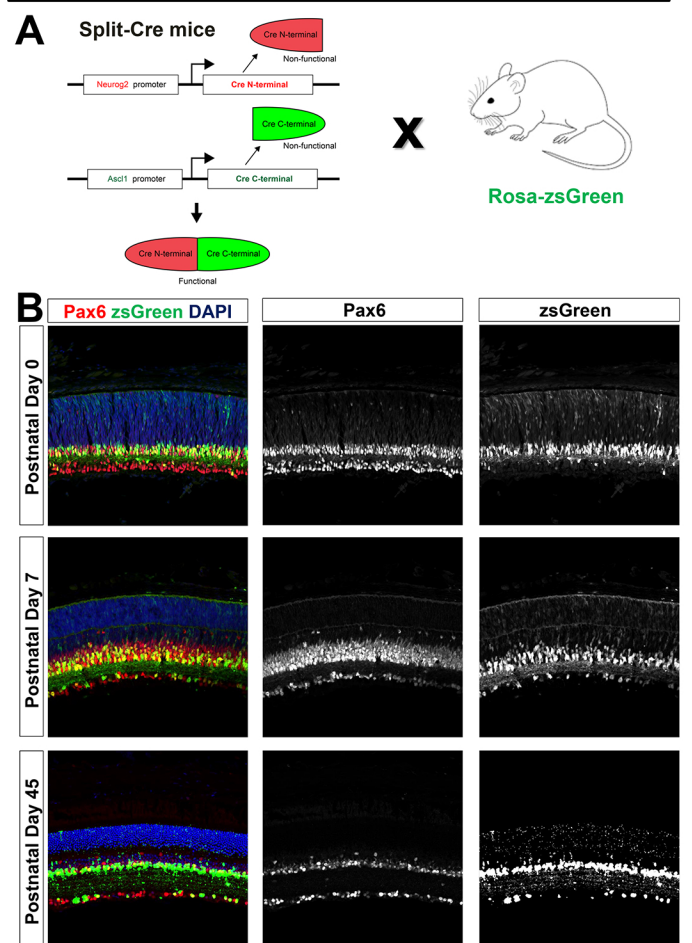 A
Split-Cre mice
Cre N-terminal
Non-functional
Neurog2 promoter
Cre N-terminal
Cre C-terminal
Non-functional
Ascl1 promoter
Cre C-terminal
Cre N-terminal Cre C-terminal
Functional
X
Rosa-zsGreen
B
Pax6 zsGreen DAPI
Pax6
zsGreen
Postnatal Day 0
Postnatal Day 7
Postnatal Day 45